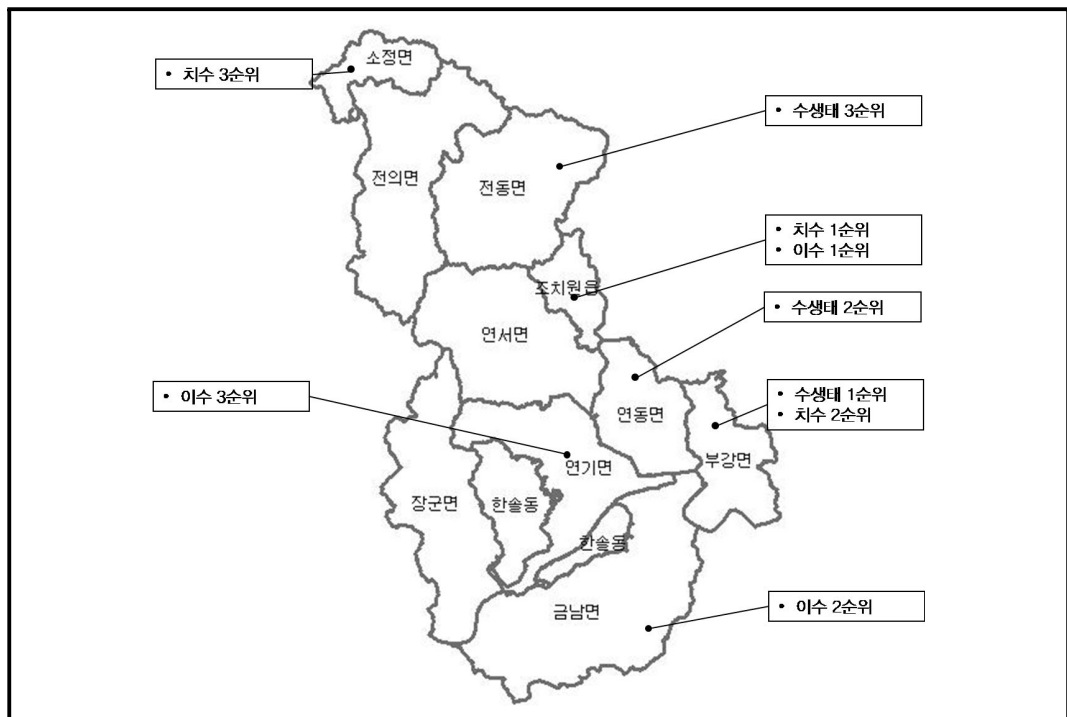 소정면
• 치수 3순위
• 수생태 3순위
전의면
전동면
• 치수 1순위
• 이수 1순위
조치원읍
• 수생태 2순위
연서면
• 이수 3순위
• 수생태 1순위
• 치수 2순위
연동면
부강면
연기면
장군면
한솔동
한솔동
• 이수 2순위
금남면